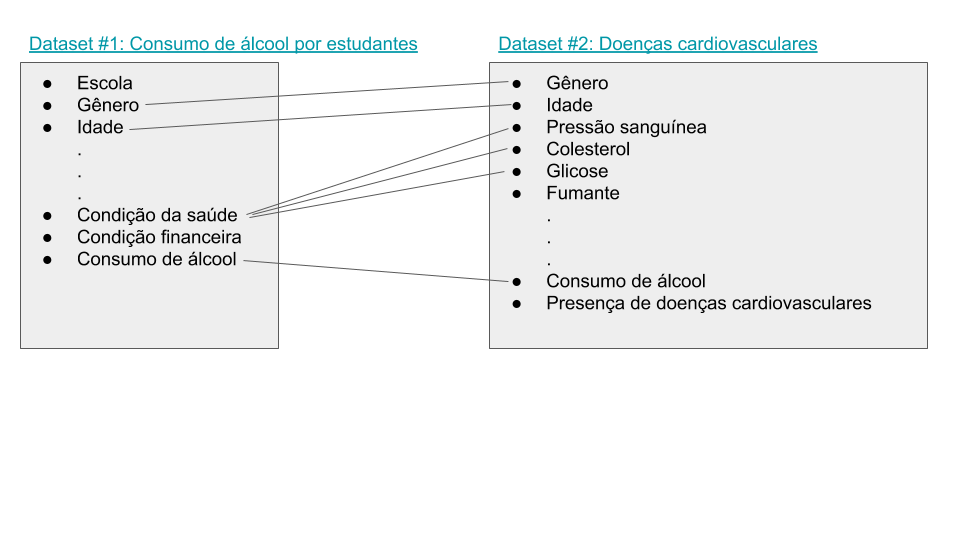 Dataset #1: Consumo de álcool por estudantes
● Escola
● Gênero
● Idade
.
.
.
● Condição da saúde
● Condição financeira
● Consumo de álcool
Dataset #2: Doenças cardiovasculares
● Gênero
● Idade
● Pressão sanguínea
● Colesterol
● Glicose
● Fumante
.
.
.
● Consumo de álcool
● Presença de doenças cardiovasculares